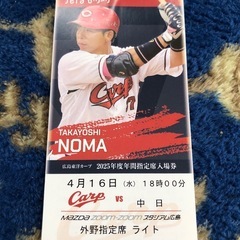 TAKAYOSHI
NOMA
広島東洋カープ 2025年度年間指定席入場券
4月16日(水) 18時00分
Carp VS 中日
MAZDA Zoom-Zoom スタジアム広島
外野指定席 ライト